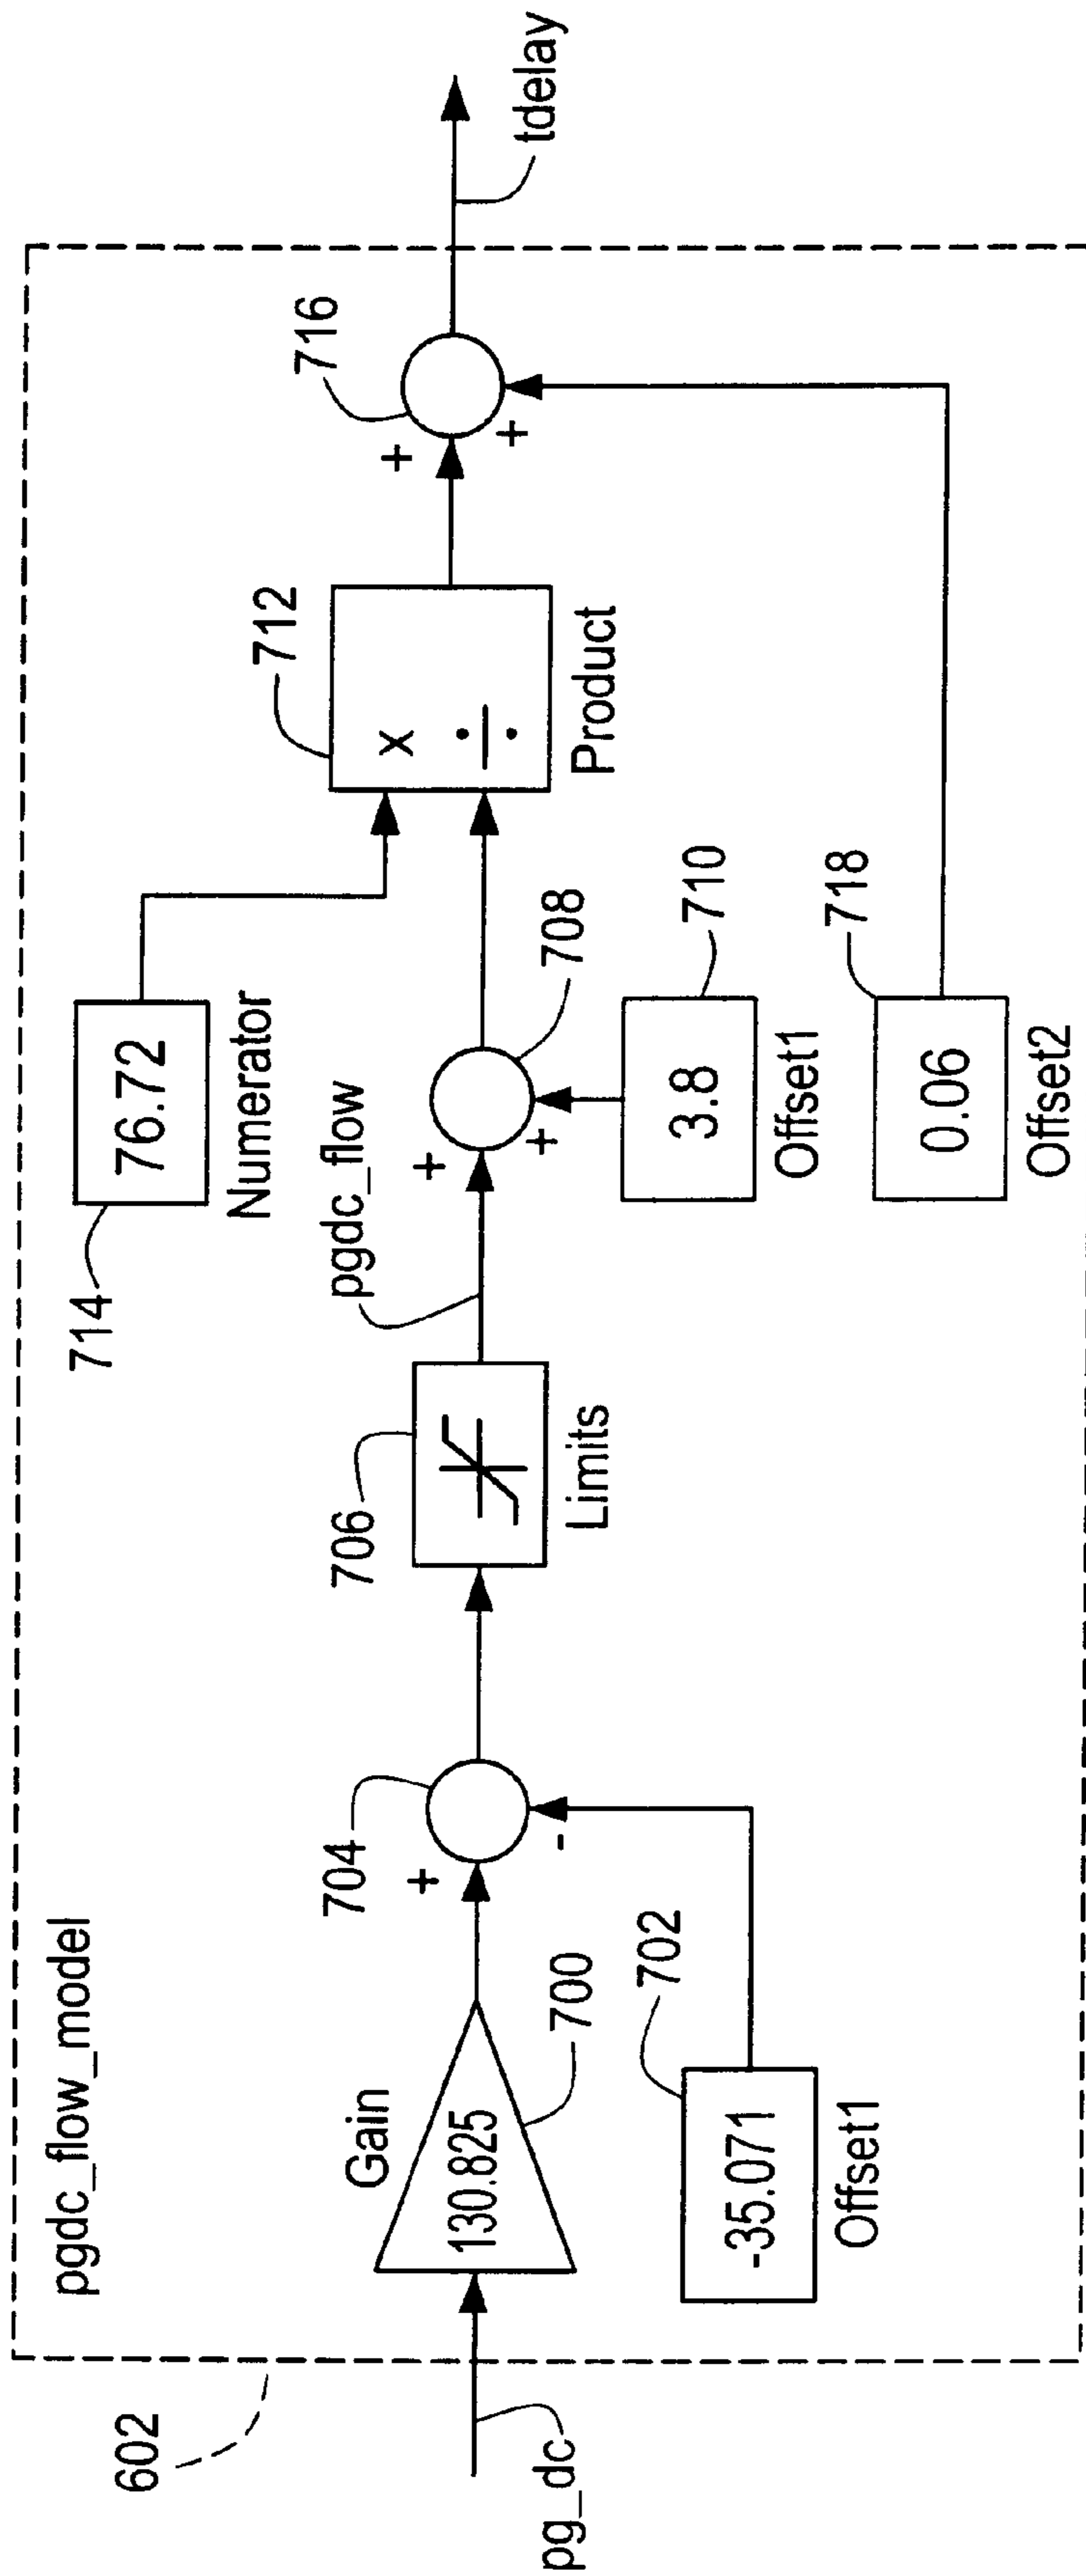 pgdc_flow_model
602
pg_dc
Gain
130.825
700
702
-35.071
Offset1
704
+
-
706
Limits
pgdc_flow
+
+
708
3.8
710
Offset1
714
76.72
Numerator
712
x
÷
Product
+
+
716
0.06
718
Offset2
tdelay